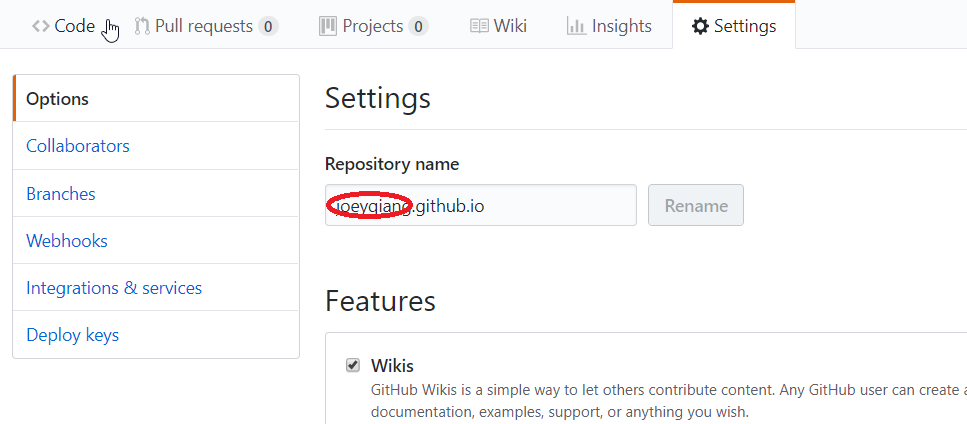 Code Pull requests 0 Projects 0 Wiki Insights Settings
Options
Collaborators
Branches
Webhooks
Integrations & services
Deploy keys
Settings
Repository name
joeyqiang.github.io Rename
Features
Wikis
GitHub Wikis is a simple way to let others contribute content. Any GitHub user can create a
documentation, examples, support, or anything you wish.